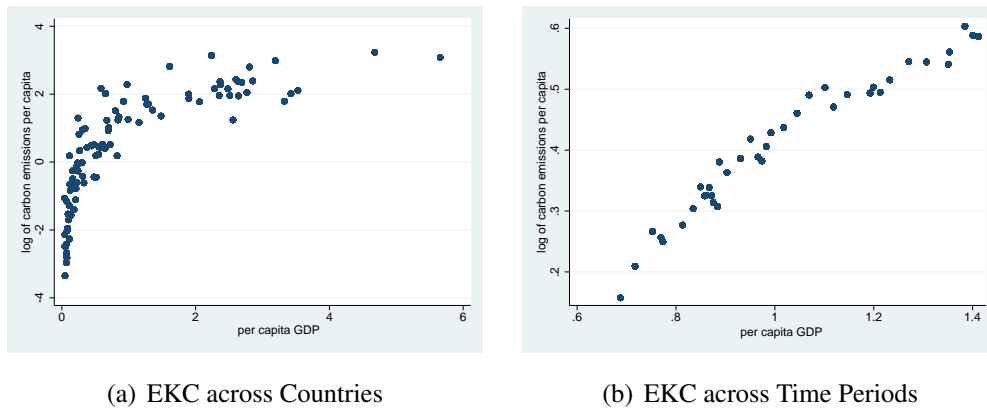 log of carbon emissions per capita
4
2
0
-2
-4
0 2 4 6
per capita GDP
(a) EKC across Countries
log of carbon emissions per capita
.6
.5
.4
.3
.2
.6 .8 1 1.2 1.4
per capita GDP
(b) EKC across Time Periods